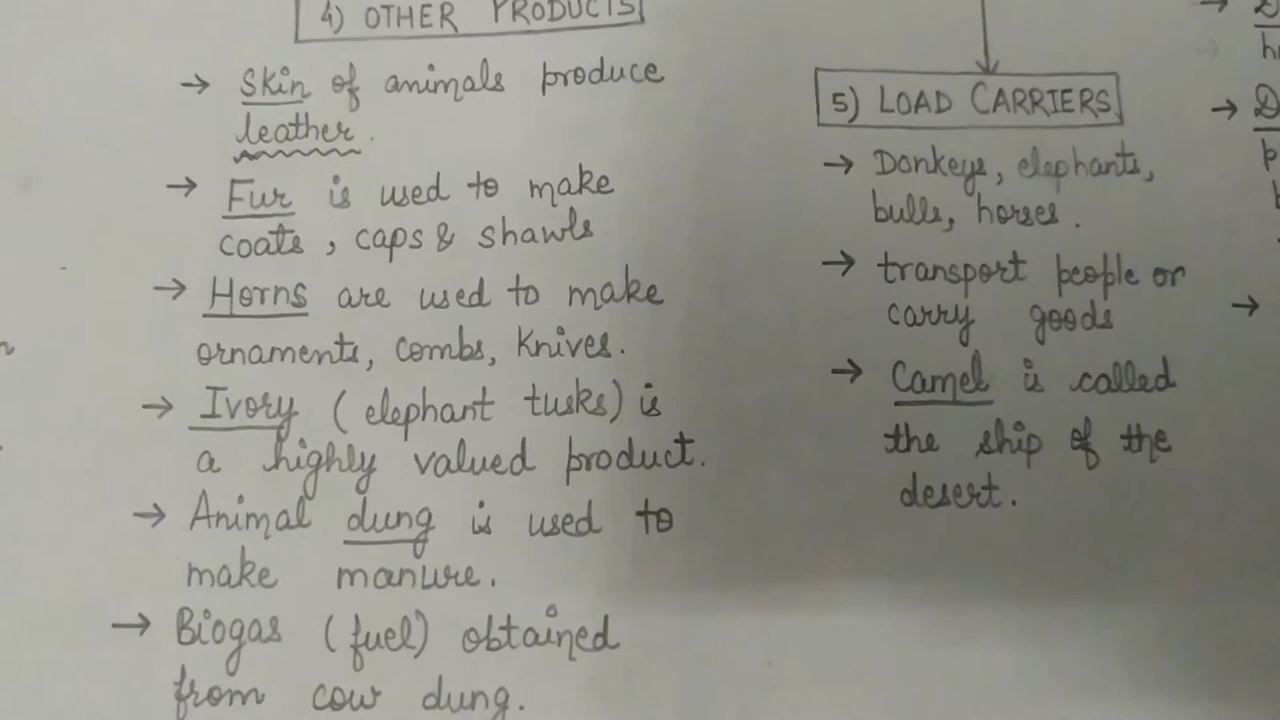 4) OTHER PRODUCTS
→ Skin of animals produce
leather.
→ Fur is used to make
coats, caps & shawls
→ Horns are used to make
ornaments, combs, knives.
→ Ivory (elephant tusks) is
a highly valued product.
→ Animal dung is used to
make manure.
→ Biogas (fuel) obtained
from cow dung.
5) LOAD CARRIERS
→ Donkeys, elephants,
bulls, horses.
→ transport people or
carry goods
→ Camel is called
the ship of the
desert.